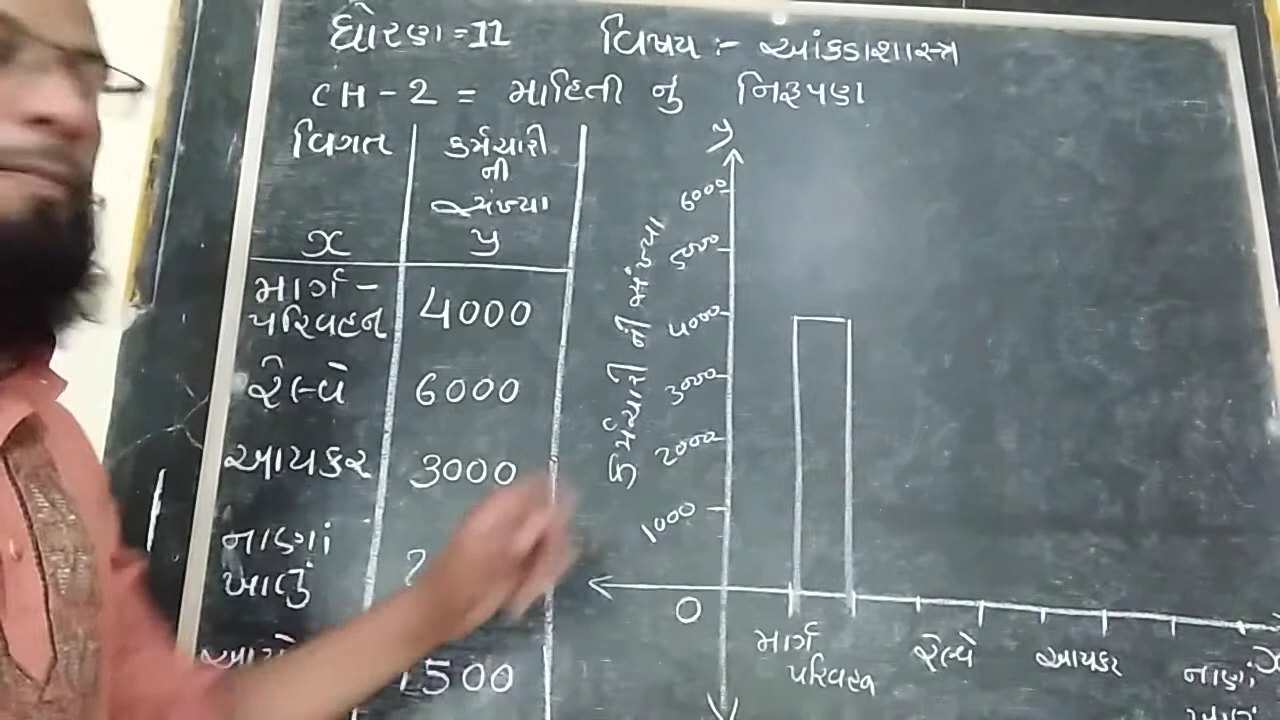 ધોરણ = 11 વિષય :- આંકડાશાસ્ત્ર
CH - 2 = માહિતી નું નિરૂપણ
વિગત
x
કર્મચારી
ની
સંખ્યા
y
માર્ગ -
પરિવહન
4000
રેલ્વે
6000
આયકર
3000
નાણાં
ખાતું
1500
y
6000
5000
4000
3000
2000
1000
0
કર્મચારી ની સંખ્યા
માર્ગ
પરિવહન
રેલ્વે
આયકર
નાણાં
x